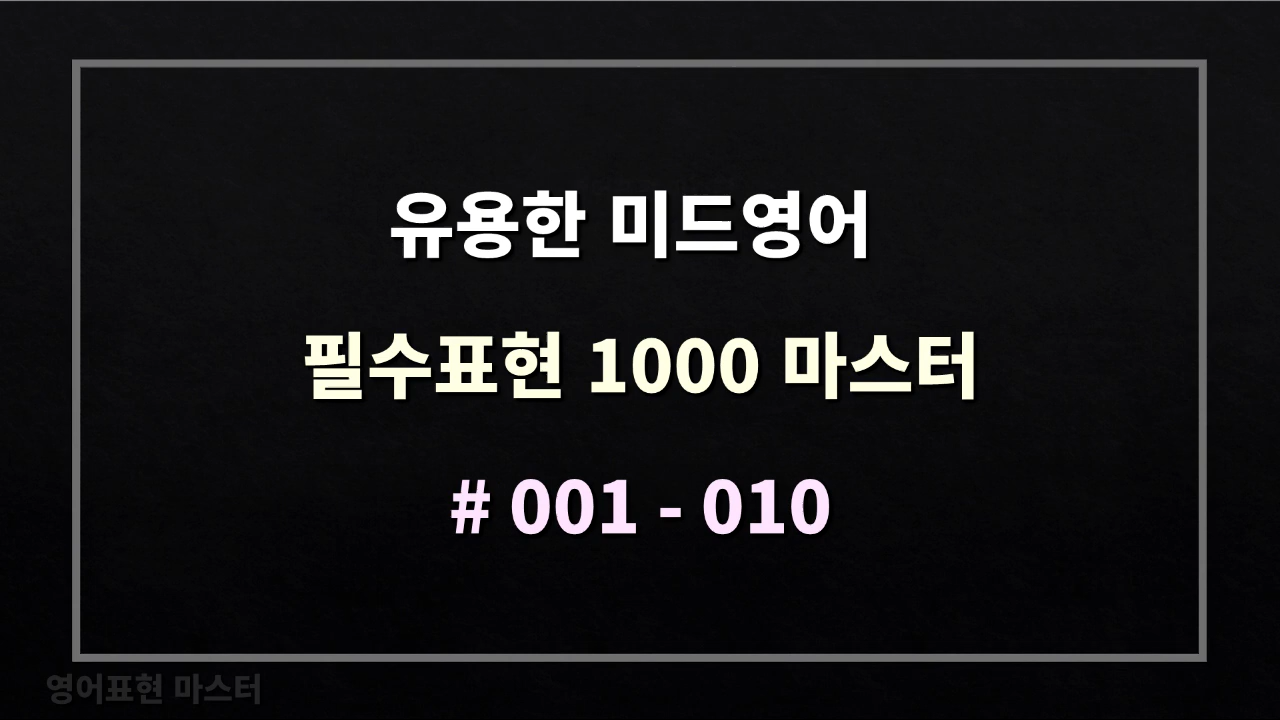 유용한 미드영어
필수표현 1000 마스터
# 001 - 010
영어표현 마스터